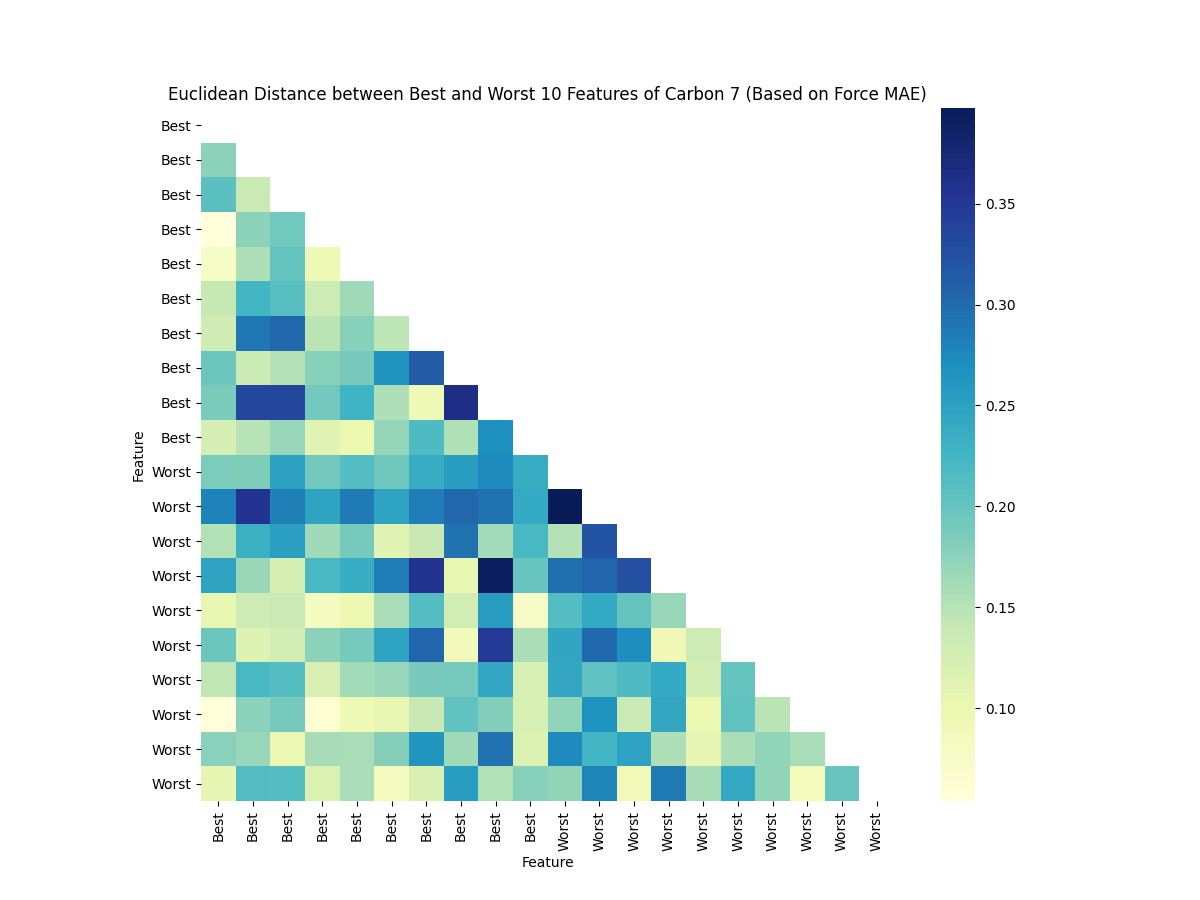 Euclidean Distance between Best and Worst 10 Features of Carbon 7 (Based on Force MAE)
Best
Best
Best
Best
Best
Best
Best
Best
Best
Best
Worst
Worst
Worst
Worst
Worst
Worst
Worst
Worst
Worst
Worst
Feature
Best Best Best Best Best Best Best Best Best Best Worst Worst Worst Worst Worst Worst Worst Worst Worst Worst
Feature
0.35
0.30
0.25
0.20
0.15
0.10